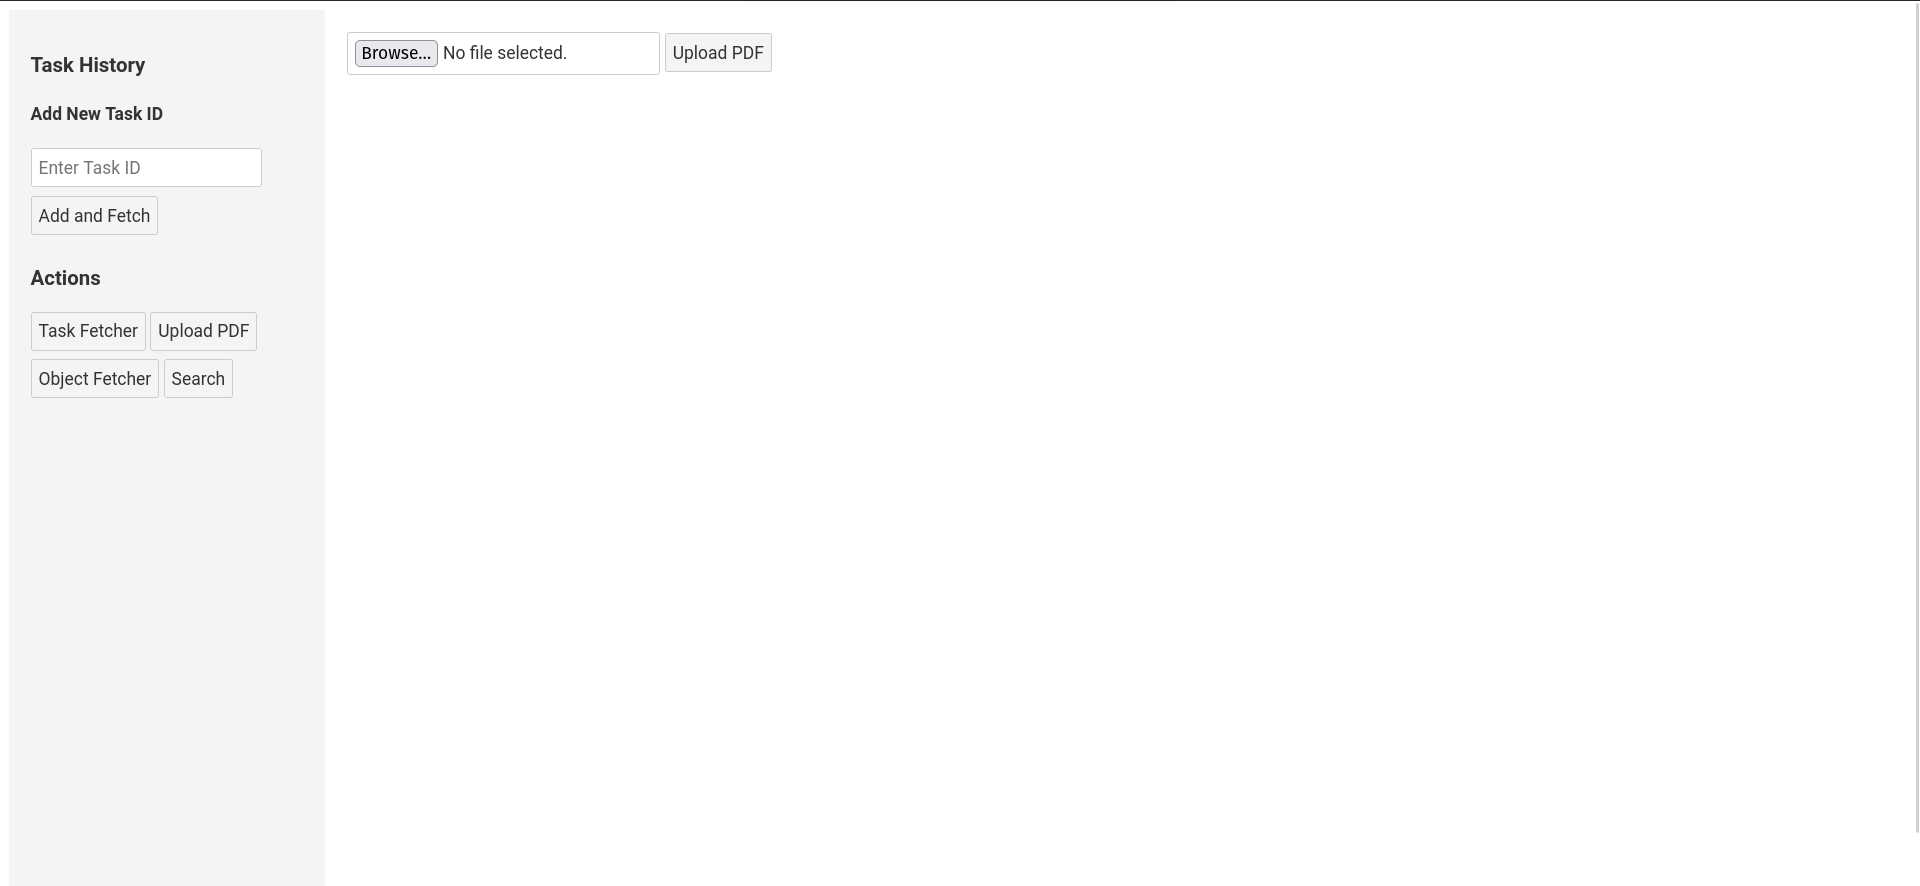 Task History
Add New Task ID
Enter Task ID
Add and Fetch
Actions
Task Fetcher Upload PDF
Object Fetcher Search
Browse... No file selected. Upload PDF